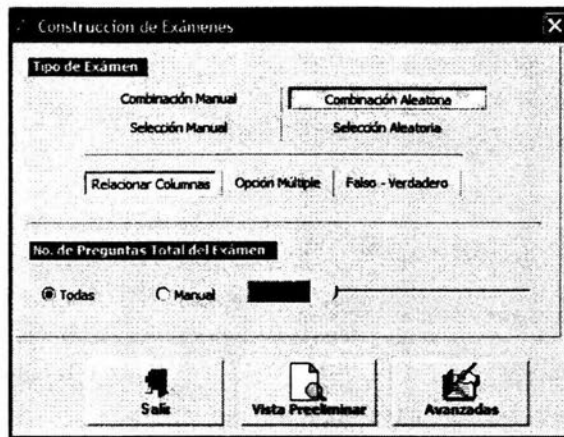 Construccion de Exámenes
Tipo de Exámen
Combinación Manual
Combinación Aleatoria
Selección Manual
Selección Aleatoria
Relacionar Columnas
Opción Múltiple
Falso - Verdadero
No. de Preguntas Total del Exámen
Todas
Manual
Salir
Vista Preeliminar
Avanzadas